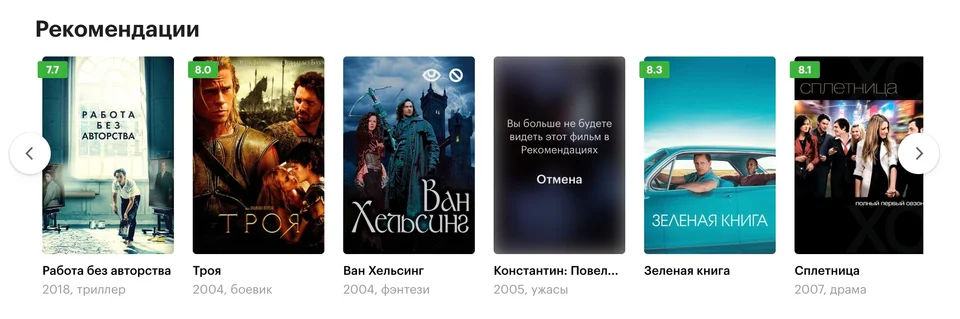 Рекомендации
7.7
РАБОТА
БЕЗ
АВТОРСТВА
Работа без авторства
2018, триллер
8.0
ТРОЯ
Троя
2004, боевик
Ван
Хельсинг
Ван Хельсинг
2004, фэнтези
Вы больше не будете
видеть этот фильм в
Рекомендациях
Отмена
Константин: Повел...
2005, ужасы
8.3
ЗЕЛЕНАЯ КНИГА
Зеленая книга
8.1
СПЛЕТНИЦА
ПОЛНЫЙ ПЕРВЫЙ СЕЗОН
Сплетница
2007, драма